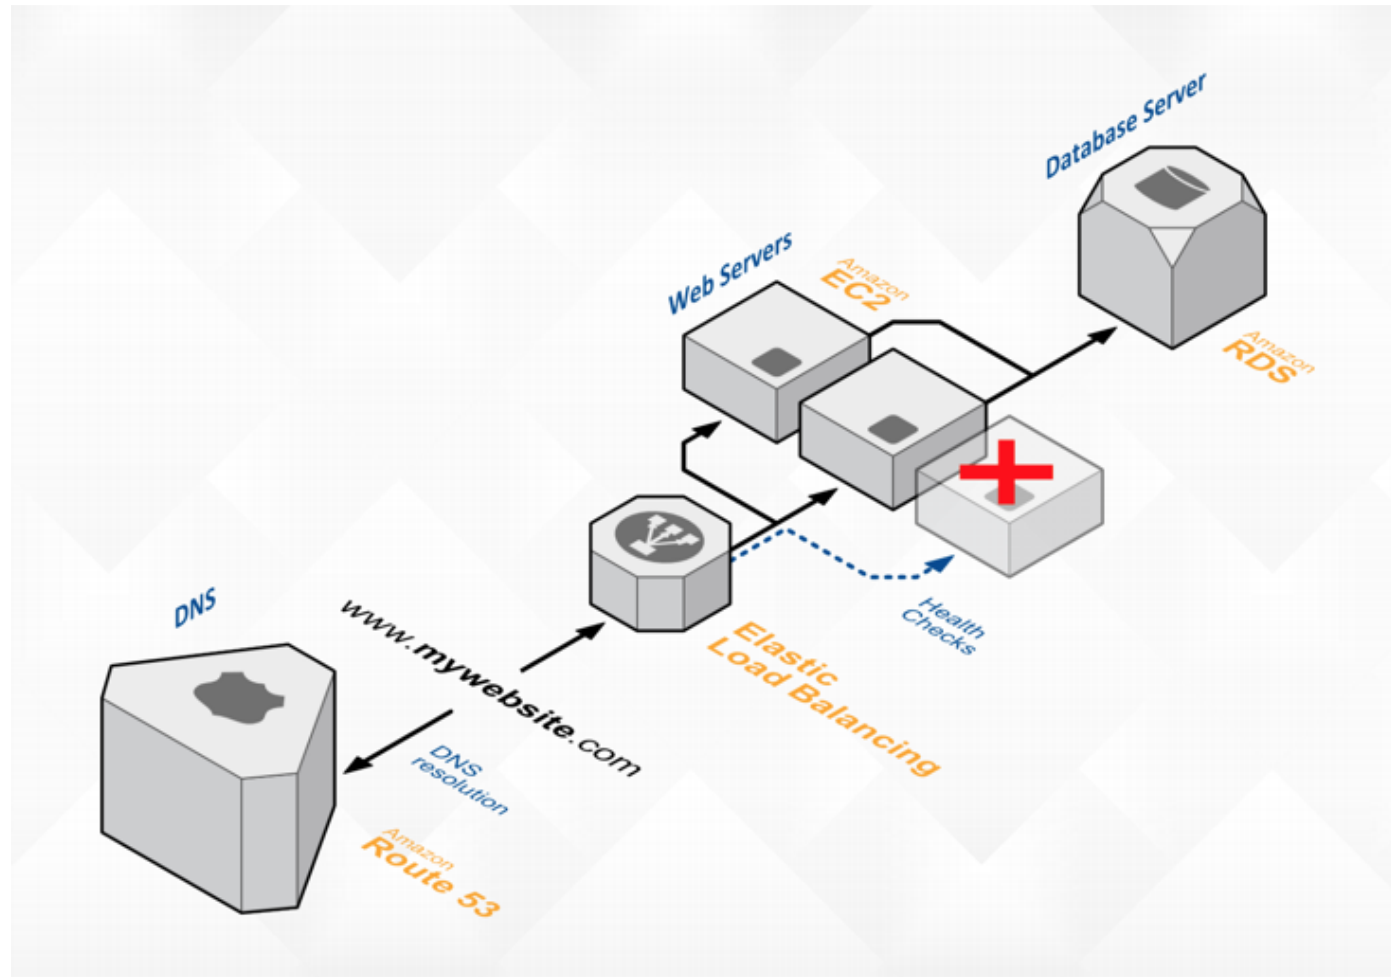 Database Server
Web Servers
Amazon
EC2
Amazon
RDS
Health
Checks
DNS
www.mywebsite.com
Elastic
Load Balancing
DNS
resolution
Amazon
Route 53